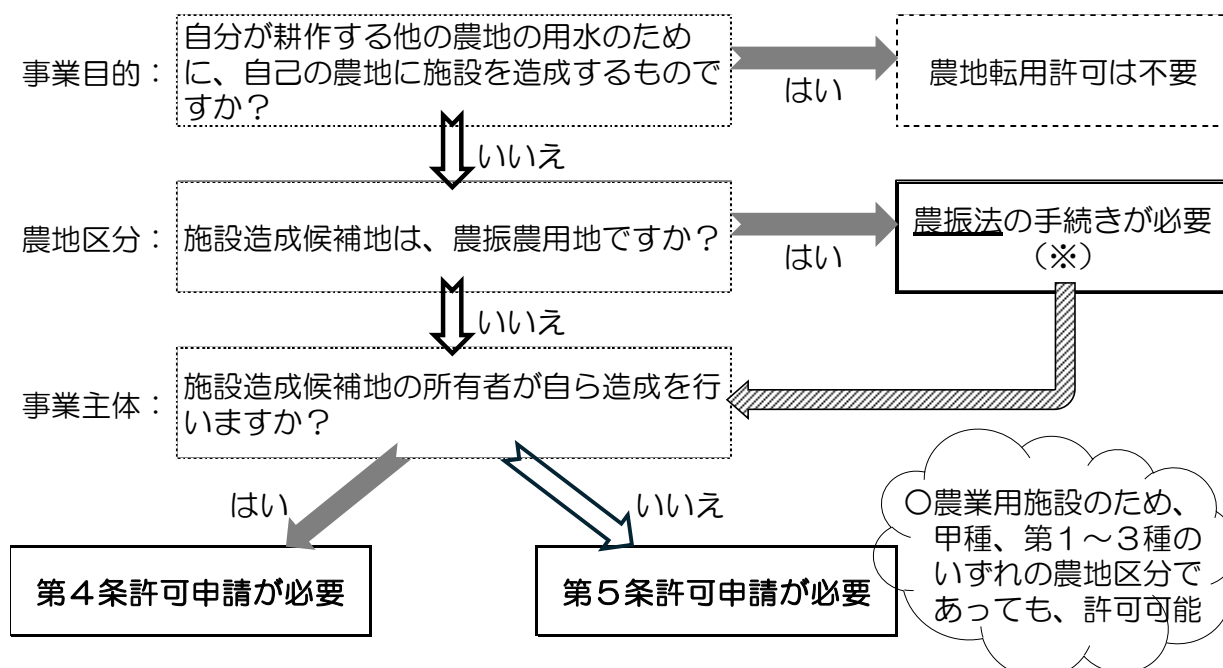 事業目的：
自分が耕作する他の農地の用水のため
に、自己の農地に施設を造成するもので
すか？
はい
農地転用許可は不要
いいえ
農地区分：
施設造成候補地は、農振農用地ですか？
はい
農振法の手続きが必要
（※）
いいえ
事業主体：
施設造成候補地の所有者が自ら造成を行
いますか？
はい
いいえ
第４条許可申請が必要
第５条許可申請が必要
〇農業用施設のため、
甲種、第１～３種の
いずれの農地区分で
あっても、許可可能